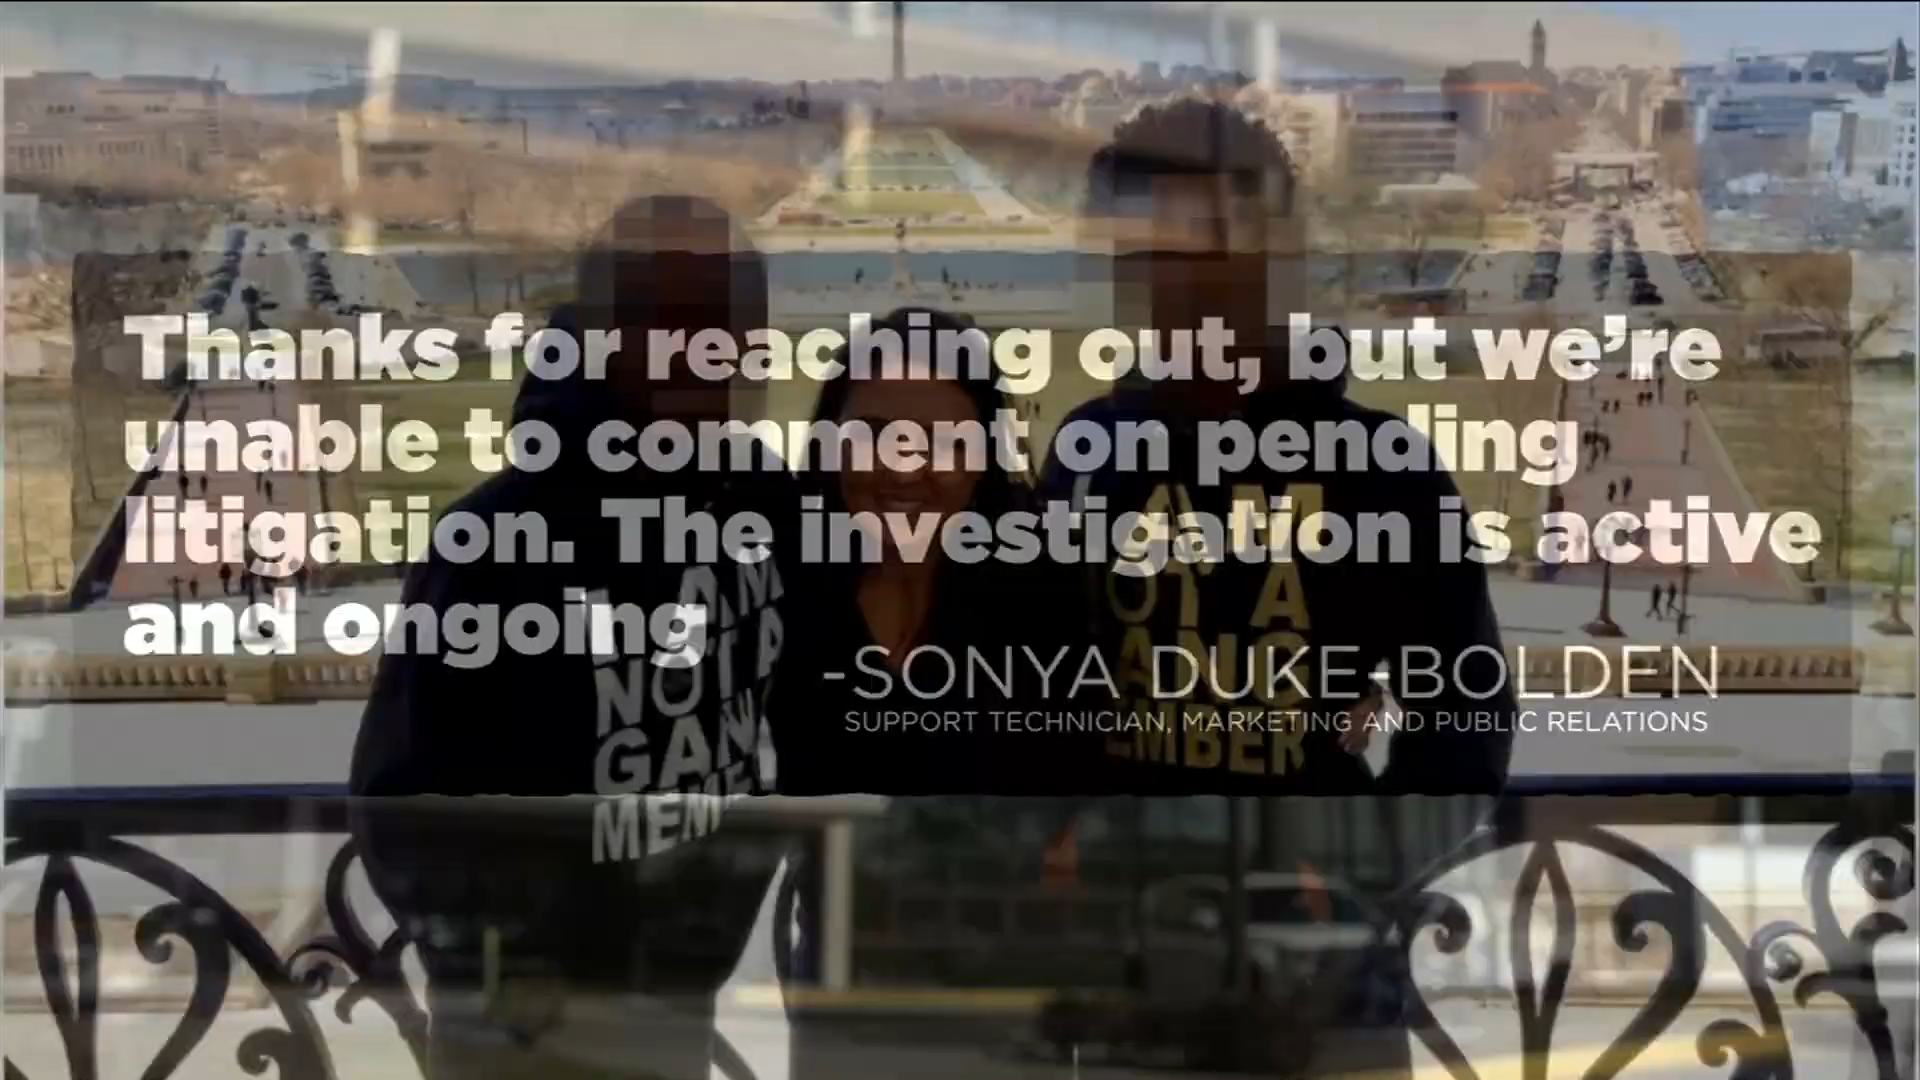 Thanks for reaching out, but we're
unable to comment on pending
litigation. The investigation is active
and ongoing
-SONYA DUKE-BOLDEN
SUPPORT TECHNICIAN, MARKETING AND PUBLIC RELATIONS
I AM
NOT A
GANG
MEMBER
I AM
NOT A
GANG
MEMBER